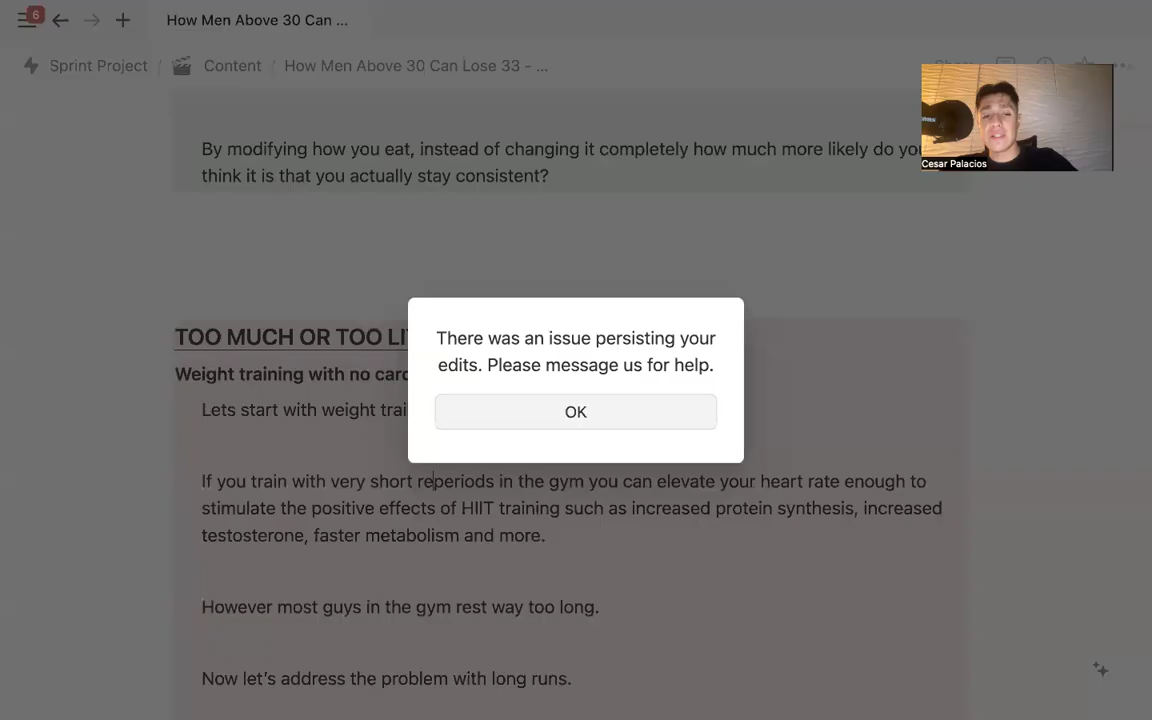 6
How Men Above 30 Can ...
Sprint Project / Content / How Men Above 30 Can Lose 33 - ...
Share
Cesar Palacios
By modifying how you eat, instead of changing it completely how much more likely do
think it is that you actually stay consistent?
There was an issue persisting your
edits. Please message us for help.
OK
TOO MUCH OR TOO
Weight training with no
Lets start with weight
If you train with very short reperiods in the gym you can elevate your heart rate enough to
stimulate the positive effects of HIIT training such as increased protein synthesis, increased
testosterone, faster metabolism and more.
However most guys in the gym rest way too long.
Now let's address the problem with long runs.